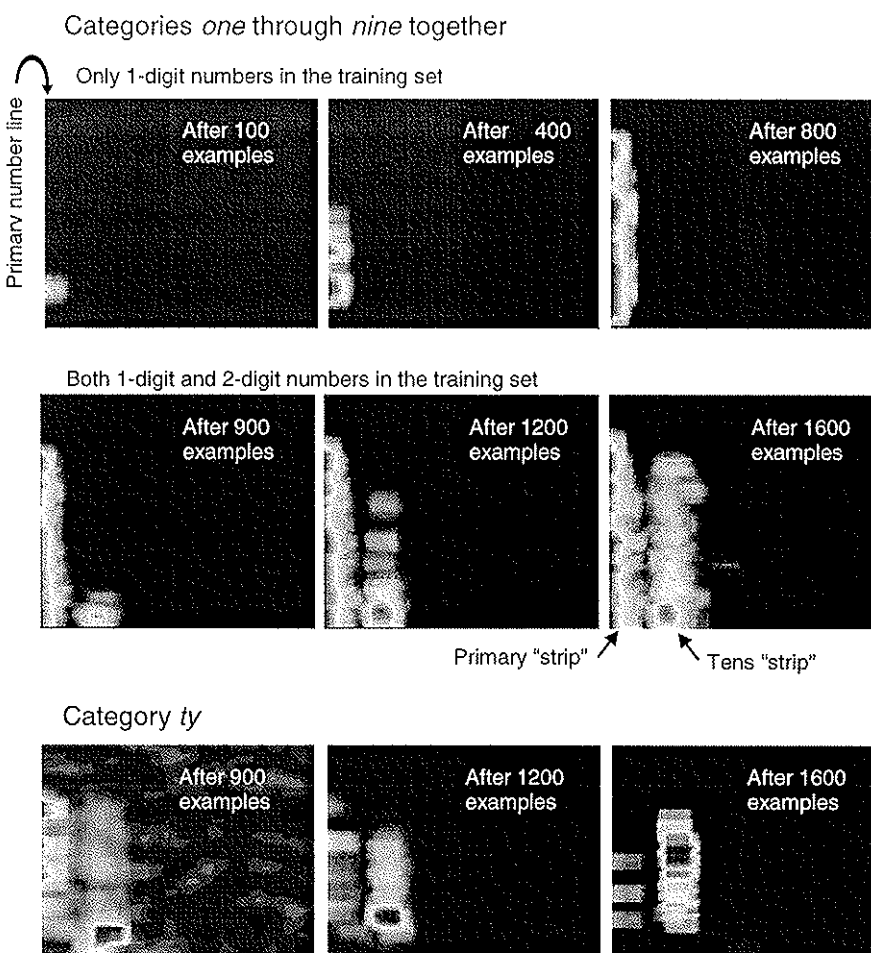 Categories one through nine together
Primary number line
Only 1-digit numbers in the training set
After 100
examples
After 400
examples
After 800
examples
Both 1-digit and 2-digit numbers in the training set
After 900
examples
After 1200
examples
After 1600
examples
Primary “strip”
Tens “strip”
Category ty
After 900
examples
After 1200
examples
After 1600
examples